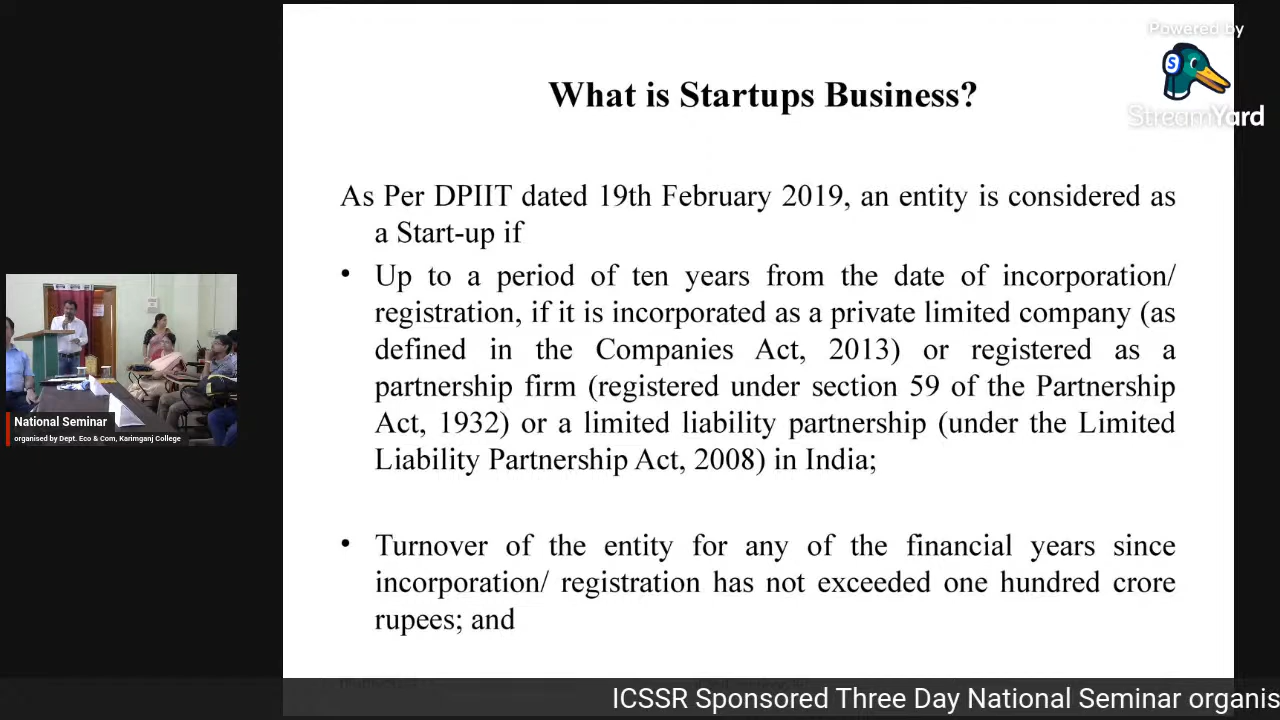 Powered by
StreamYard
What is Startups Business?
As Per DPIIT dated 19th February 2019, an entity is considered as
a Start-up if
• Up to a period of ten years from the date of incorporation/
registration, if it is incorporated as a private limited company (as
defined in the Companies Act, 2013) or registered as a
partnership firm (registered under section 59 of the Partnership
Act, 1932) or a limited liability partnership (under the Limited
Liability Partnership Act, 2008) in India;
• Turnover of the entity for any of the financial years since
incorporation/ registration has not exceeded one hundred crore
rupees; and
National Seminar
organised by Dept. Eco & Com, Karimganj College
ICSSR Sponsored Three Day National Seminar organis